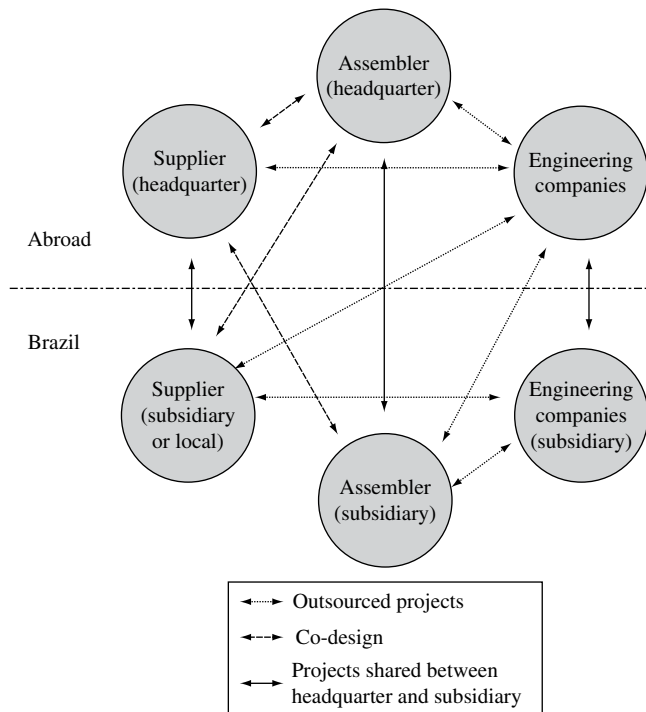 Assembler
(headquarter)
Supplier
(headquarter)
Engineering
companies
Abroad
Brazil
Supplier
(subsidiary
or local)
Engineering
companies
(subsidiary)
Assembler
(subsidiary)
Outsourced projects
Co-design
Projects shared between
headquarter and subsidiary